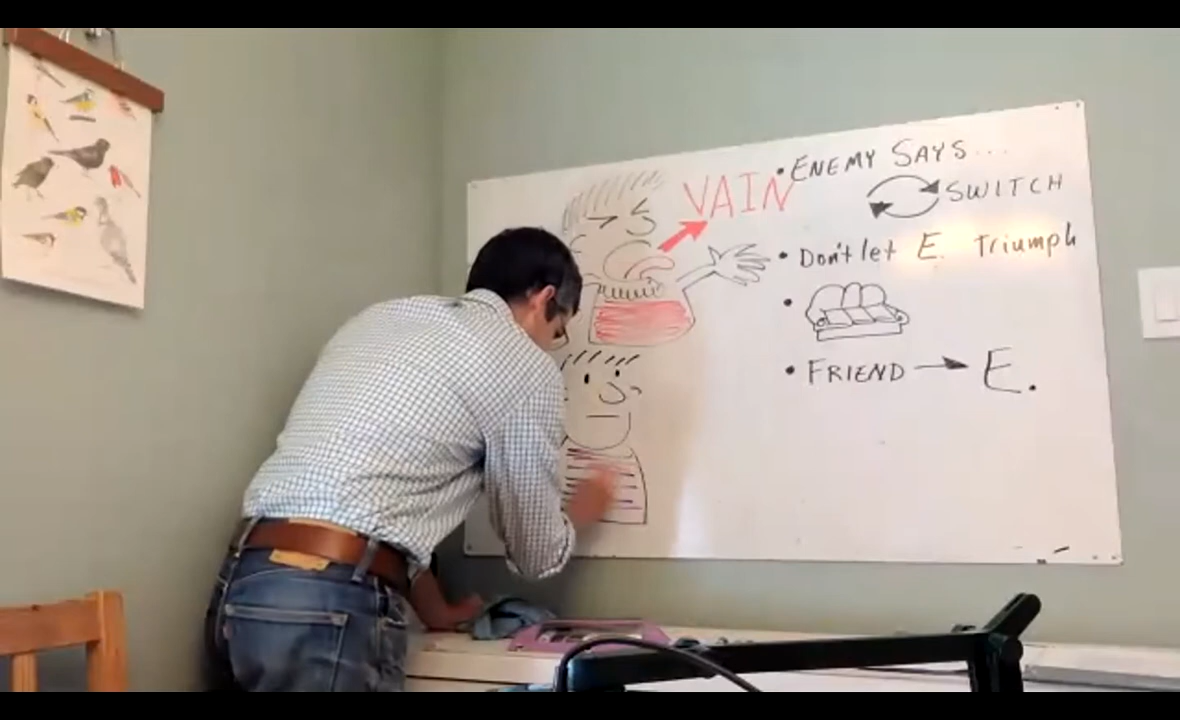 VAIN
• ENEMY SAYS...
SWITCH
• Don't let E. Triumph
•
• FRIEND → E.